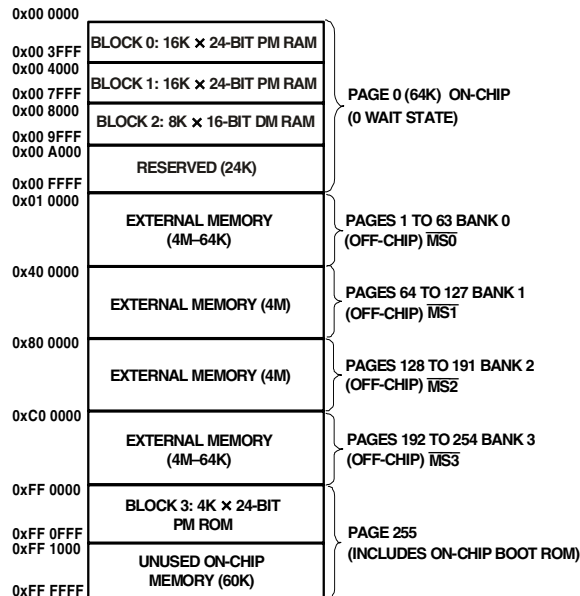 0x00 0000
BLOCK 0: 16K × 24-BIT PM RAM
0x00 3FFF
0x00 4000
BLOCK 1: 16K × 24-BIT PM RAM
0x00 7FFF
0x00 8000
BLOCK 2: 8K × 16-BIT DM RAM
0x00 9FFF
0x00 A000
RESERVED (24K)
0x00 FFFF
PAGE 0 (64K) ON-CHIP
(0 WAIT STATE)
0x01 0000
EXTERNAL MEMORY
(4M–64K)
PAGES 1 TO 63 BANK 0
(OFF-CHIP) MS0
0x40 0000
EXTERNAL MEMORY (4M)
PAGES 64 TO 127 BANK 1
(OFF-CHIP) MS1
0x80 0000
EXTERNAL MEMORY (4M)
PAGES 128 TO 191 BANK 2
(OFF-CHIP) MS2
0xC0 0000
EXTERNAL MEMORY
(4M–64K)
PAGES 192 TO 254 BANK 3
(OFF-CHIP) MS3
0xFF 0000
BLOCK 3: 4K × 24-BIT
PM ROM
0xFF 0FFF
0xFF 1000
UNUSED ON-CHIP
MEMORY (60K)
0xFF FFFF
PAGE 255
(INCLUDES ON-CHIP BOOT ROM)